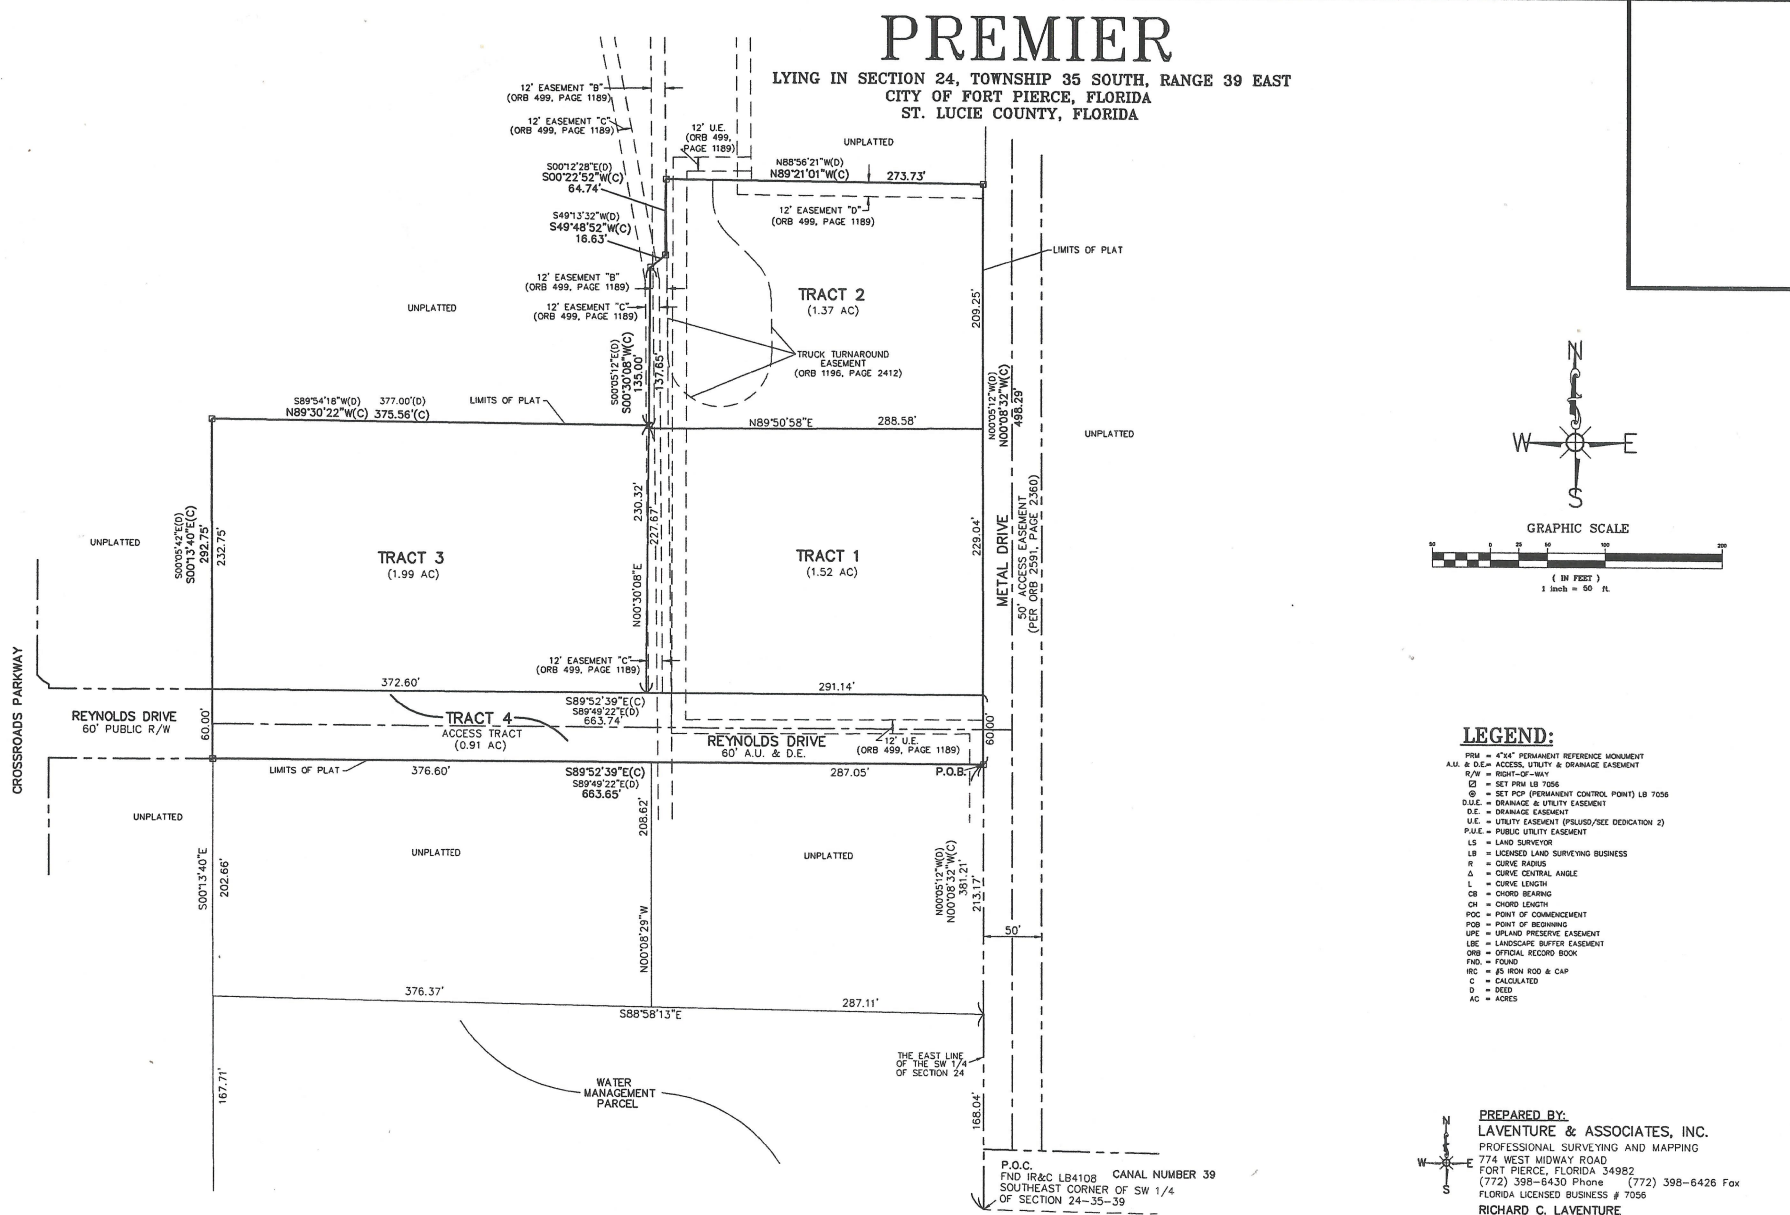 PREMIER
LYING IN SECTION 24, TOWNSHIP 35 SOUTH, RANGE 39 EAST
CITY OF FORT PIERCE, FLORIDA
ST. LUCIE COUNTY, FLORIDA
12' EASEMENT "B"
(ORB 499, PAGE 1189)
12' EASEMENT "C"
(ORB 499, PAGE 1189)
12' U.E.
(ORB 499,
PAGE 1189)
UNPLATTED
S00°12'28"E(D)
S00°22'52"W(C)
64.74'
N88°56'21"W(D)
N89°21'01"W(C)
273.73'
S49°13'32"W(D)
S49°48'52"W(C)
16.63'
12' EASEMENT "D"
(ORB 499, PAGE 1189)
LIMITS OF PLAT
12' EASEMENT "B"
(ORB 499, PAGE 1189)
12' EASEMENT "C"
(ORB 499, PAGE 1189)
UNPLATTED
TRACT 2
(1.37 AC)
209.25'
TRUCK TURNAROUND
EASEMENT
(ORB 1196, PAGE 2412)
S00°05'12"E(D)
S00°30'08"W(C)
135.00'
137.65'
S89°54'18"W(D) 377.00'(D)
N89°30'22"W(C) 375.56'(C)
LIMITS OF PLAT
N89°50'58"E
288.58'
N00°05'12"W(D)
N00°08'32"W(C)
498.29'
UNPLATTED
UNPLATTED
S00°05'42"E(D)
S00°13'40"E(C)
292.75'
232.75'
TRACT 3
(1.99 AC)
230.32'
227.67'
N00°30'08"E
TRACT 1
(1.52 AC)
229.04'
METAL DRIVE
50' ACCESS EASEMENT
(PER ORB 2591, PAGE 2360)
12' EASEMENT "C"
(ORB 499, PAGE 1189)
CROSSROADS PARKWAY
372.60'
S89°52'39"E(C)
S89°49'22"E(D)
663.74'
291.14'
REYNOLDS DRIVE
60' PUBLIC R/W
60.00'
TRACT 4
ACCESS TRACT
(0.91 AC)
REYNOLDS DRIVE
60' A.U. & D.E.
12' U.E.
(ORB 499, PAGE 1189)
60.00'
LIMITS OF PLAT
376.60'
S89°52'39"E(C)
S89°49'22"E(D)
663.65'
287.05'
P.O.B.
UNPLATTED
S00°13'40"E
202.66'
UNPLATTED
208.62'
N00°08'29"W
UNPLATTED
N00°05'12"W(D)
N00°08'32"W(C)
381.21'
213.17'
50'
376.37'
S88°58'13"E
287.11'
167.71'
WATER
MANAGEMENT
PARCEL
THE EAST LINE
OF THE SW 1/4
OF SECTION 24
168.04'
P.O.C.
FND IR&C LB4108
SOUTHEAST CORNER OF SW 1/4
OF SECTION 24-35-39
CANAL NUMBER 39
N
W E
S
GRAPHIC SCALE
50 0 25 50 100 200
( IN FEET )
1 inch = 50 ft.
LEGEND:
PRM = 4"X4" PERMANENT REFERENCE MONUMENT
A.U. & D.E.= ACCESS, UTILITY & DRAINAGE EASEMENT
R/W = RIGHT-OF-WAY
= SET PRM LB 7056
= SET PCP (PERMANENT CONTROL POINT) LB 7056
D.U.E. = DRAINAGE & UTILITY EASEMENT
D.E. = DRAINAGE EASEMENT
U.E. = UTILITY EASEMENT (PSLUSD/SEE DEDICATION 2)
P.U.E. = PUBLIC UTILITY EASEMENT
LS = LAND SURVEYOR
LB = LICENSED LAND SURVEYING BUSINESS
R = CURVE RADIUS
Δ = CURVE CENTRAL ANGLE
L = CURVE LENGTH
CB = CHORD BEARING
CH = CHORD LENGTH
POC = POINT OF COMMENCEMENT
POB = POINT OF BEGINNING
UPE = UPLAND PRESERVE EASEMENT
LBE = LANDSCAPE BUFFER EASEMENT
ORB = OFFICIAL RECORD BOOK
FND. = FOUND
IRC = #5 IRON ROD & CAP
C = CALCULATED
D = DEED
AC = ACRES
N
W E
S
PREPARED BY:
LAVENTURE & ASSOCIATES, INC.
PROFESSIONAL SURVEYING AND MAPPING
774 WEST MIDWAY ROAD
FORT PIERCE, FLORIDA 34982
(772) 398-6430 Phone (772) 398-6426 Fax
FLORIDA LICENSED BUSINESS # 7056
RICHARD C. LAVENTURE